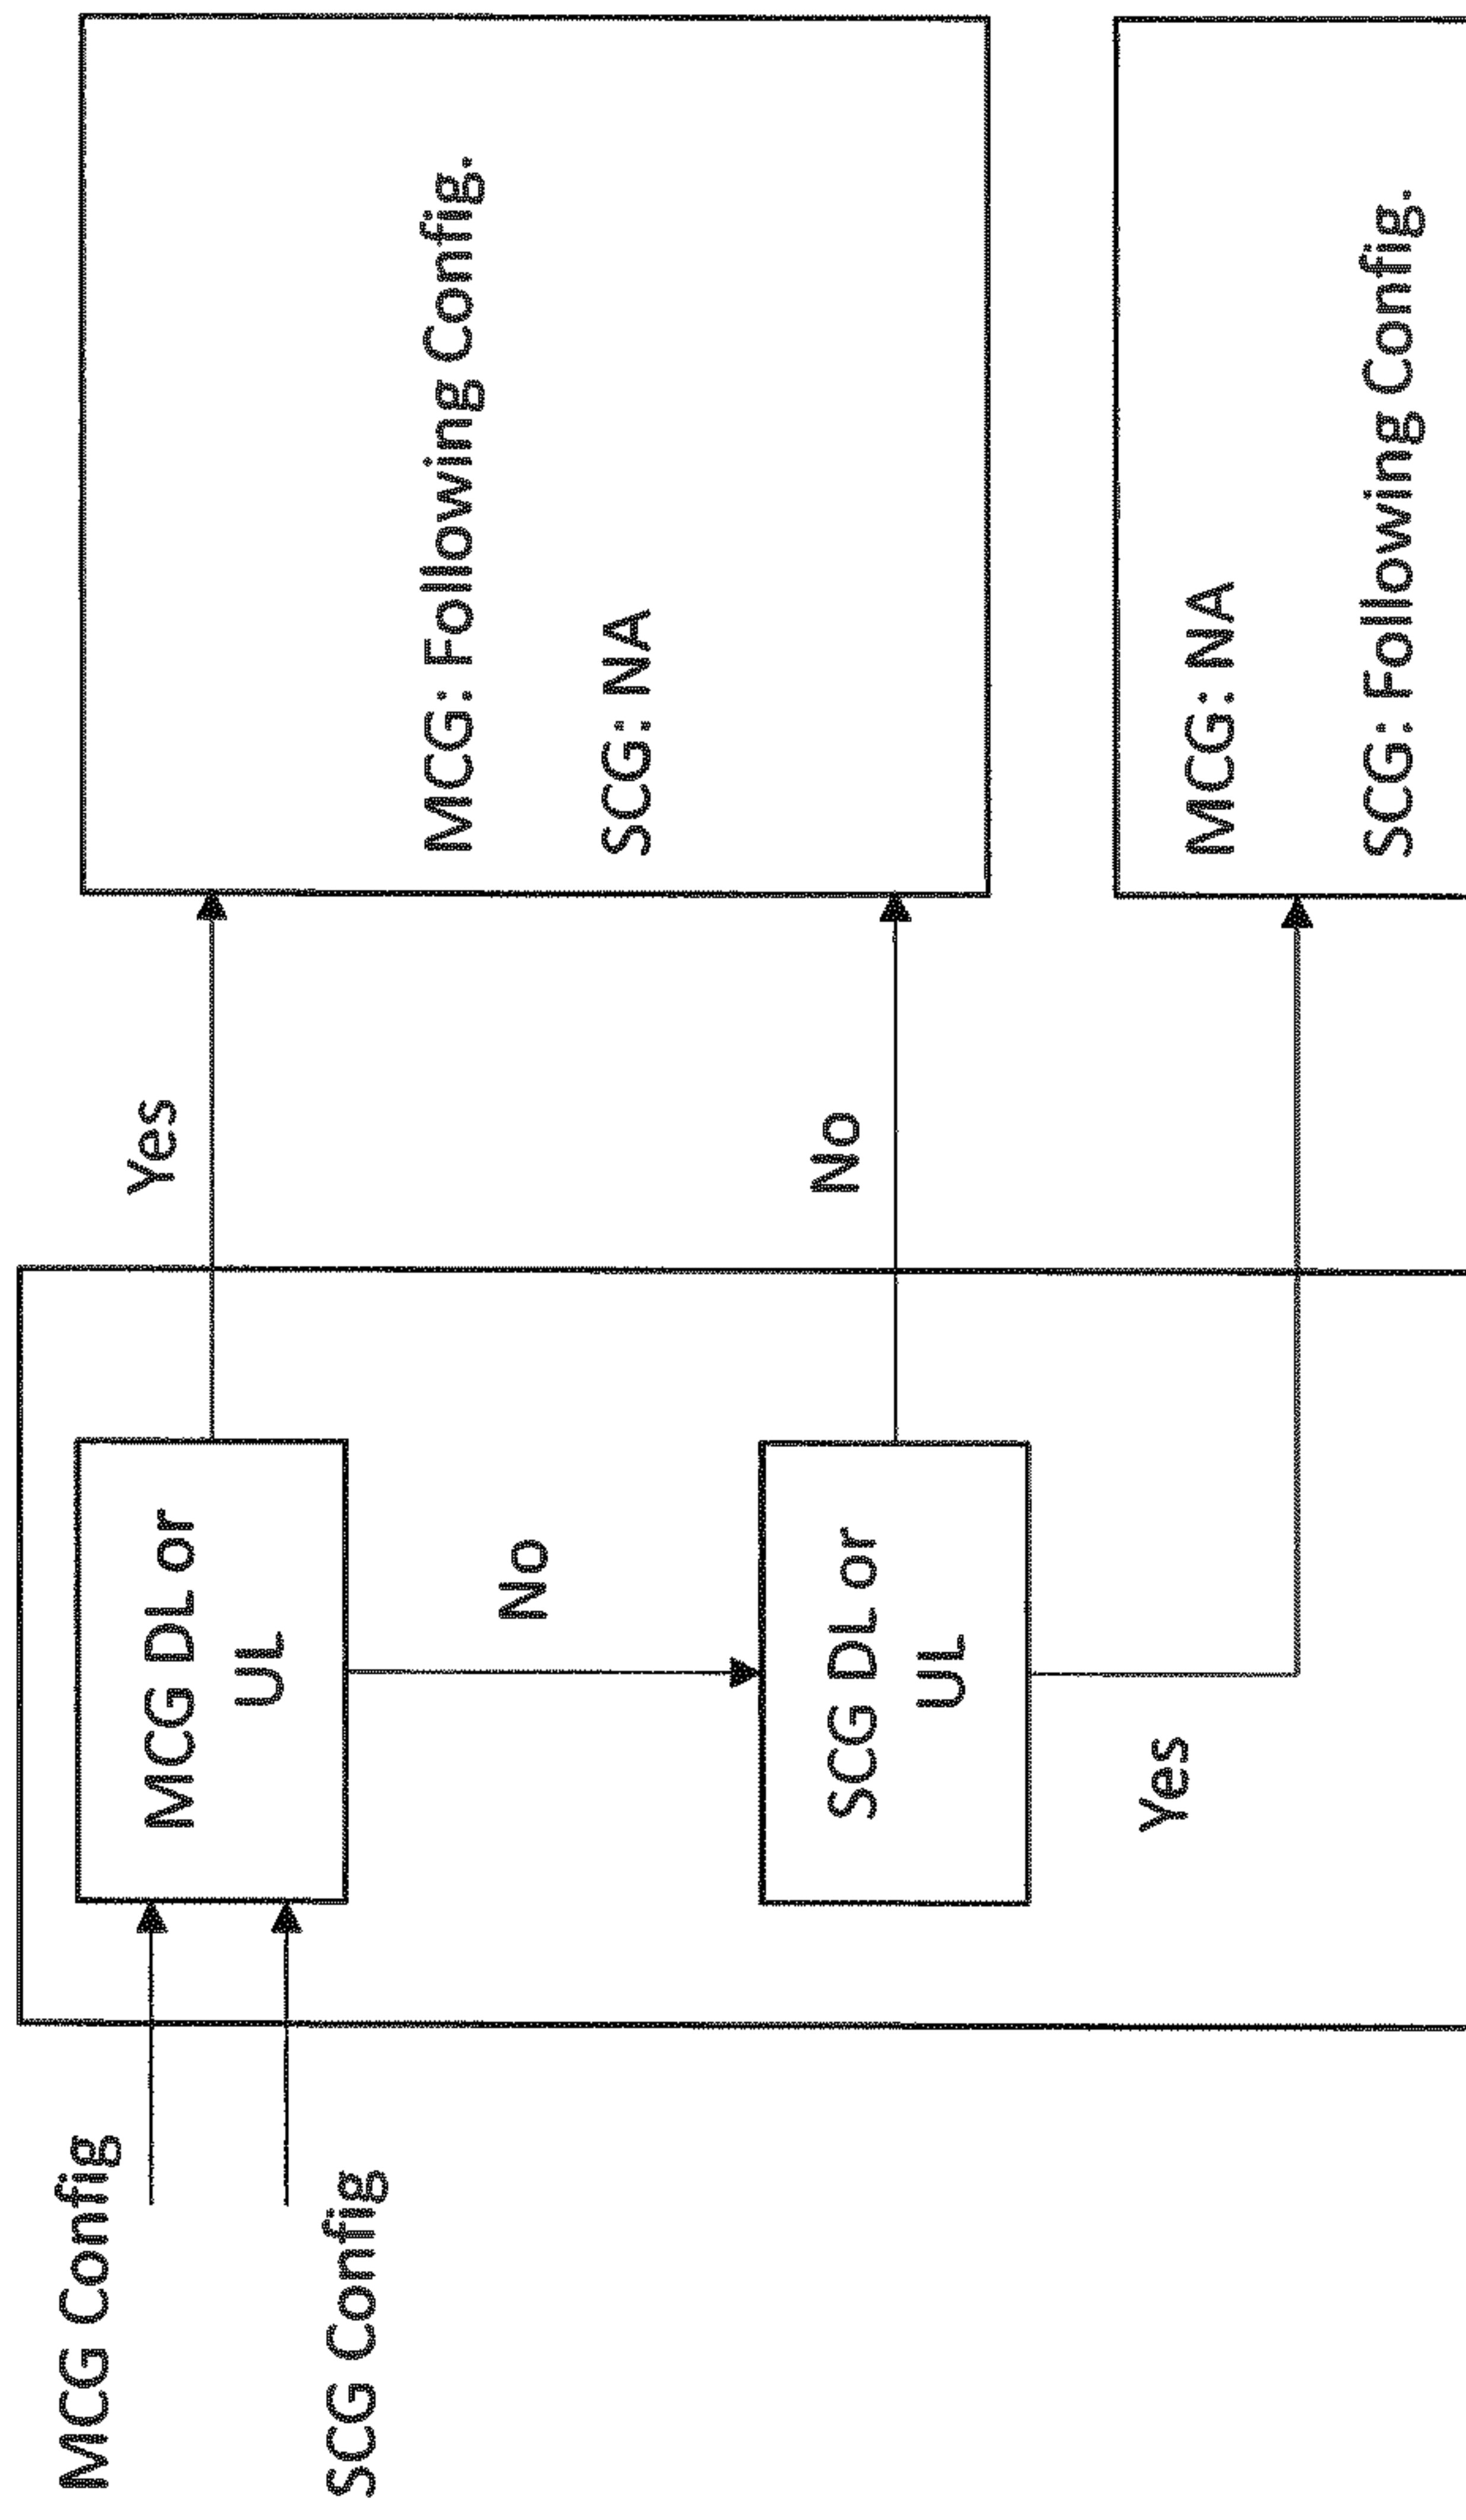 MCG Config
SCG Config
MCG DL or
UL
Yes
MCG: Following Config.
SCG: NA
No
SCG DL or
UL
No
Yes
MCG: NA
SCG: Following Config.